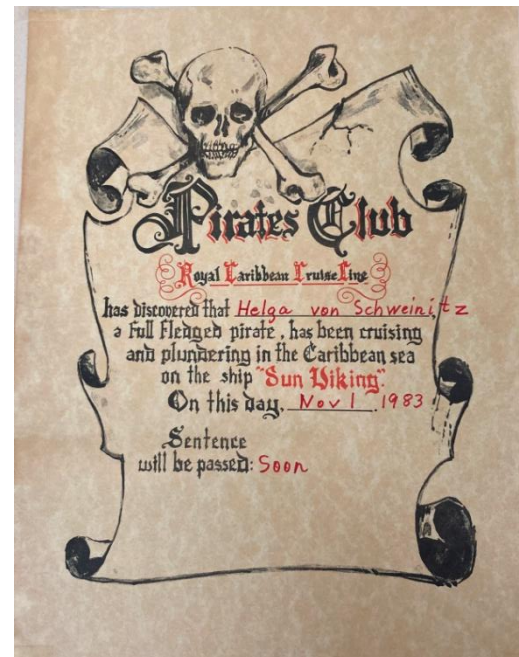 Pirates Club
Royal Caribbean Cruise Line
has discovered that Helga von Schweinitz
a full fledged pirate, has been cruising
and plundering in the Caribbean sea
on the ship "Sun Viking".
On this day, Nov 1 1983
Sentence
will be passed: Soon